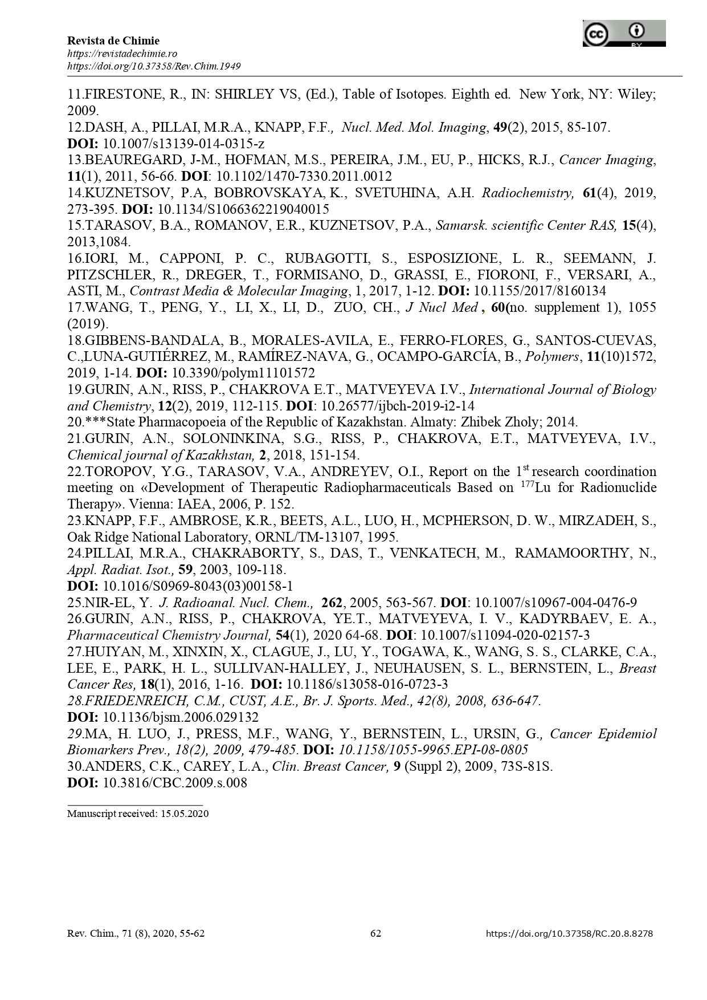 Revista de Chimie
https://revistadechimie.ro
https://doi.org/10.37358/Rev.Chim.1949
cc
BY
11.FIRESTONE, R., IN: SHIRLEY VS, (Ed.), Table of Isotopes. Eighth ed. New York, NY: Wiley;
2009.
12.DASH, A., PILLAI, M.R.A., KNAPP, F.F., Nucl. Med. Mol. Imaging, 49(2), 2015, 85-107.
DOI: 10.1007/s13139-014-0315-z
13.BEAUREGARD, J-M., HOFMAN, M.S., PEREIRA, J.M., EU, P., HICKS, R.J., Cancer Imaging,
11(1), 2011, 56-66. DOI: 10.1102/1470-7330.2011.0012
14.KUZNETSOV, P.A, BOBROVSKAYA, K., SVETUHINA, A.H. Radiochemistry, 61(4), 2019,
273-395. DOI: 10.1134/S1066362219040015
15.TARASOV, B.A., ROMANOV, E.R., KUZNETSOV, P.A., Samarsk. scientific Center RAS, 15(4),
2013,1084.
16.IORI, M., CAPPONI, P. C., RUBAGOTTI, S., ESPOSIZIONE, L. R., SEEMANN, J.
PITZSCHLER, R., DREGER, T., FORMISANO, D., GRASSI, E., FIORONI, F., VERSARI, A.,
ASTI, M., Contrast Media & Molecular Imaging, 1, 2017, 1-12. DOI: 10.1155/2017/8160134
17.WANG, T., PENG, Y., LI, X., LI, D., ZUO, CH., J Nucl Med , 60(no. supplement 1), 1055
(2019).
18.GIBBENS-BANDALA, B., MORALES-AVILA, E., FERRO-FLORES, G., SANTOS-CUEVAS,
C.,LUNA-GUTIÉRREZ, M., RAMÍREZ-NAVA, G., OCAMPO-GARCÍA, B., Polymers, 11(10)1572,
2019, 1-14. DOI: 10.3390/polym11101572
19.GURIN, A.N., RISS, P., CHAKROVA E.T., MATVEYEVA I.V., International Journal of Biology
and Chemistry, 12(2), 2019, 112-115. DOI: 10.26577/ijbch-2019-i2-14
20.***State Pharmacopoeia of the Republic of Kazakhstan. Almaty: Zhibek Zholy; 2014.
21.GURIN, A.N., SOLONINKINA, S.G., RISS, P., CHAKROVA, E.T., MATVEYEVA, I.V.,
Chemical journal of Kazakhstan, 2, 2018, 151-154.
22.TOROPOV, Y.G., TARASOV, V.A., ANDREYEV, O.I., Report on the 1st research coordination
meeting on «Development of Therapeutic Radiopharmaceuticals Based on 177Lu for Radionuclide
Therapy». Vienna: IAEA, 2006, P. 152.
23.KNAPP, F.F., AMBROSE, K.R., BEETS, A.L., LUO, H., MCPHERSON, D. W., MIRZADEH, S.,
Oak Ridge National Laboratory, ORNL/TM-13107, 1995.
24.PILLAI, M.R.A., CHAKRABORTY, S., DAS, T., VENKATECH, M., RAMAMOORTHY, N.,
Appl. Radiat. Isot., 59, 2003, 109-118.
DOI: 10.1016/S0969-8043(03)00158-1
25.NIR-EL, Y. J. Radioanal. Nucl. Chem., 262, 2005, 563-567. DOI: 10.1007/s10967-004-0476-9
26.GURIN, A.N., RISS, P., CHAKROVA, YE.T., MATVEYEVA, I. V., KADYRBAEV, E. A.,
Pharmaceutical Chemistry Journal, 54(1), 2020 64-68. DOI: 10.1007/s11094-020-02157-3
27.HUIYAN, M., XINXIN, X., CLAGUE, J., LU, Y., TOGAWA, K., WANG, S. S., CLARKE, C.A.,
LEE, E., PARK, H. L., SULLIVAN-HALLEY, J., NEUHAUSEN, S. L., BERNSTEIN, L., Breast
Cancer Res, 18(1), 2016, 1-16. DOI: 10.1186/s13058-016-0723-3
28.FRIEDENREICH, C.M., CUST, A.E., Br. J. Sports. Med., 42(8), 2008, 636-647.
DOI: 10.1136/bjsm.2006.029132
29.MA, H. LUO, J., PRESS, M.F., WANG, Y., BERNSTEIN, L., URSIN, G., Cancer Epidemiol
Biomarkers Prev., 18(2), 2009, 479-485. DOI: 10.1158/1055-9965.EPI-08-0805
30.ANDERS, C.K., CAREY, L.A., Clin. Breast Cancer, 9 (Suppl 2), 2009, 73S-81S.
DOI: 10.3816/CBC.2009.s.008
Manuscript received: 15.05.2020
Rev. Chim., 71 (8), 2020, 55-62 62 https://doi.org/10.37358/RC.20.8.8278